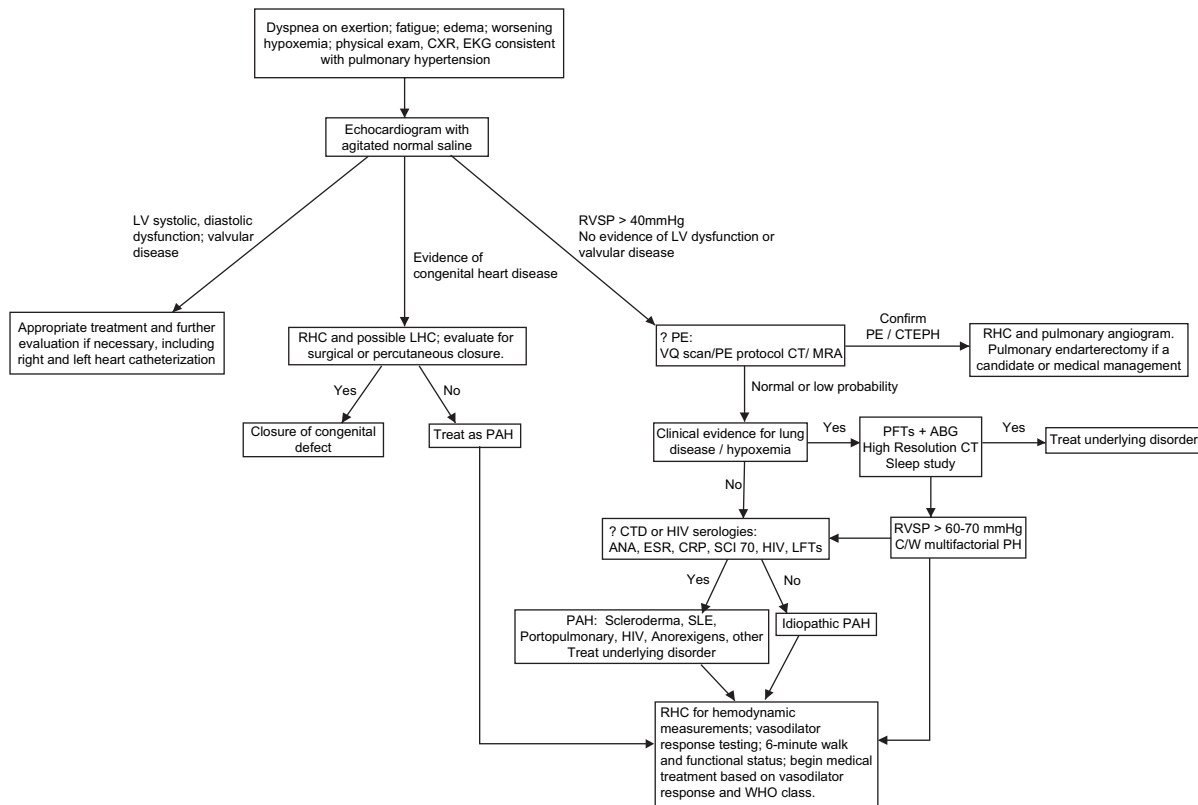 Dyspnea on exertion; fatigue; edema; worsening
hypoxemia; physical exam, CXR, EKG consistent
with pulmonary hypertension
Echocardiogram with
agitated normal saline
LV systolic, diastolic
dysfunction; valvular
disease
Evidence of
congenital heart disease
RVSP > 40mmHg
No evidence of LV dysfunction or
valvular disease
Appropriate treatment and further
evaluation if necessary, including
right and left heart catheterization
RHC and possible LHC; evaluate for
surgical or percutaneous closure.
? PE:
VQ scan/PE protocol CT/ MRA
Confirm
PE / CTEPH
RHC and pulmonary angiogram.
Pulmonary endarterectomy if a
candidate or medical management
Yes
No
Normal or low probability
Closure of congenital
defect
Treat as PAH
Clinical evidence for lung
disease / hypoxemia
Yes
PFTs + ABG
High Resolution CT
Sleep study
Yes
Treat underlying disorder
No
? CTD or HIV serologies:
ANA, ESR, CRP, SCl 70, HIV, LFTs
RVSP > 60-70 mmHg
C/W multifactorial PH
Yes
No
PAH: Scleroderma, SLE,
Portopulmonary, HIV, Anorexigens, other
Treat underlying disorder
Idiopathic PAH
RHC for hemodynamic
measurements; vasodilator
response testing; 6-minute walk
and functional status; begin medical
treatment based on vasodilator
response and WHO class.